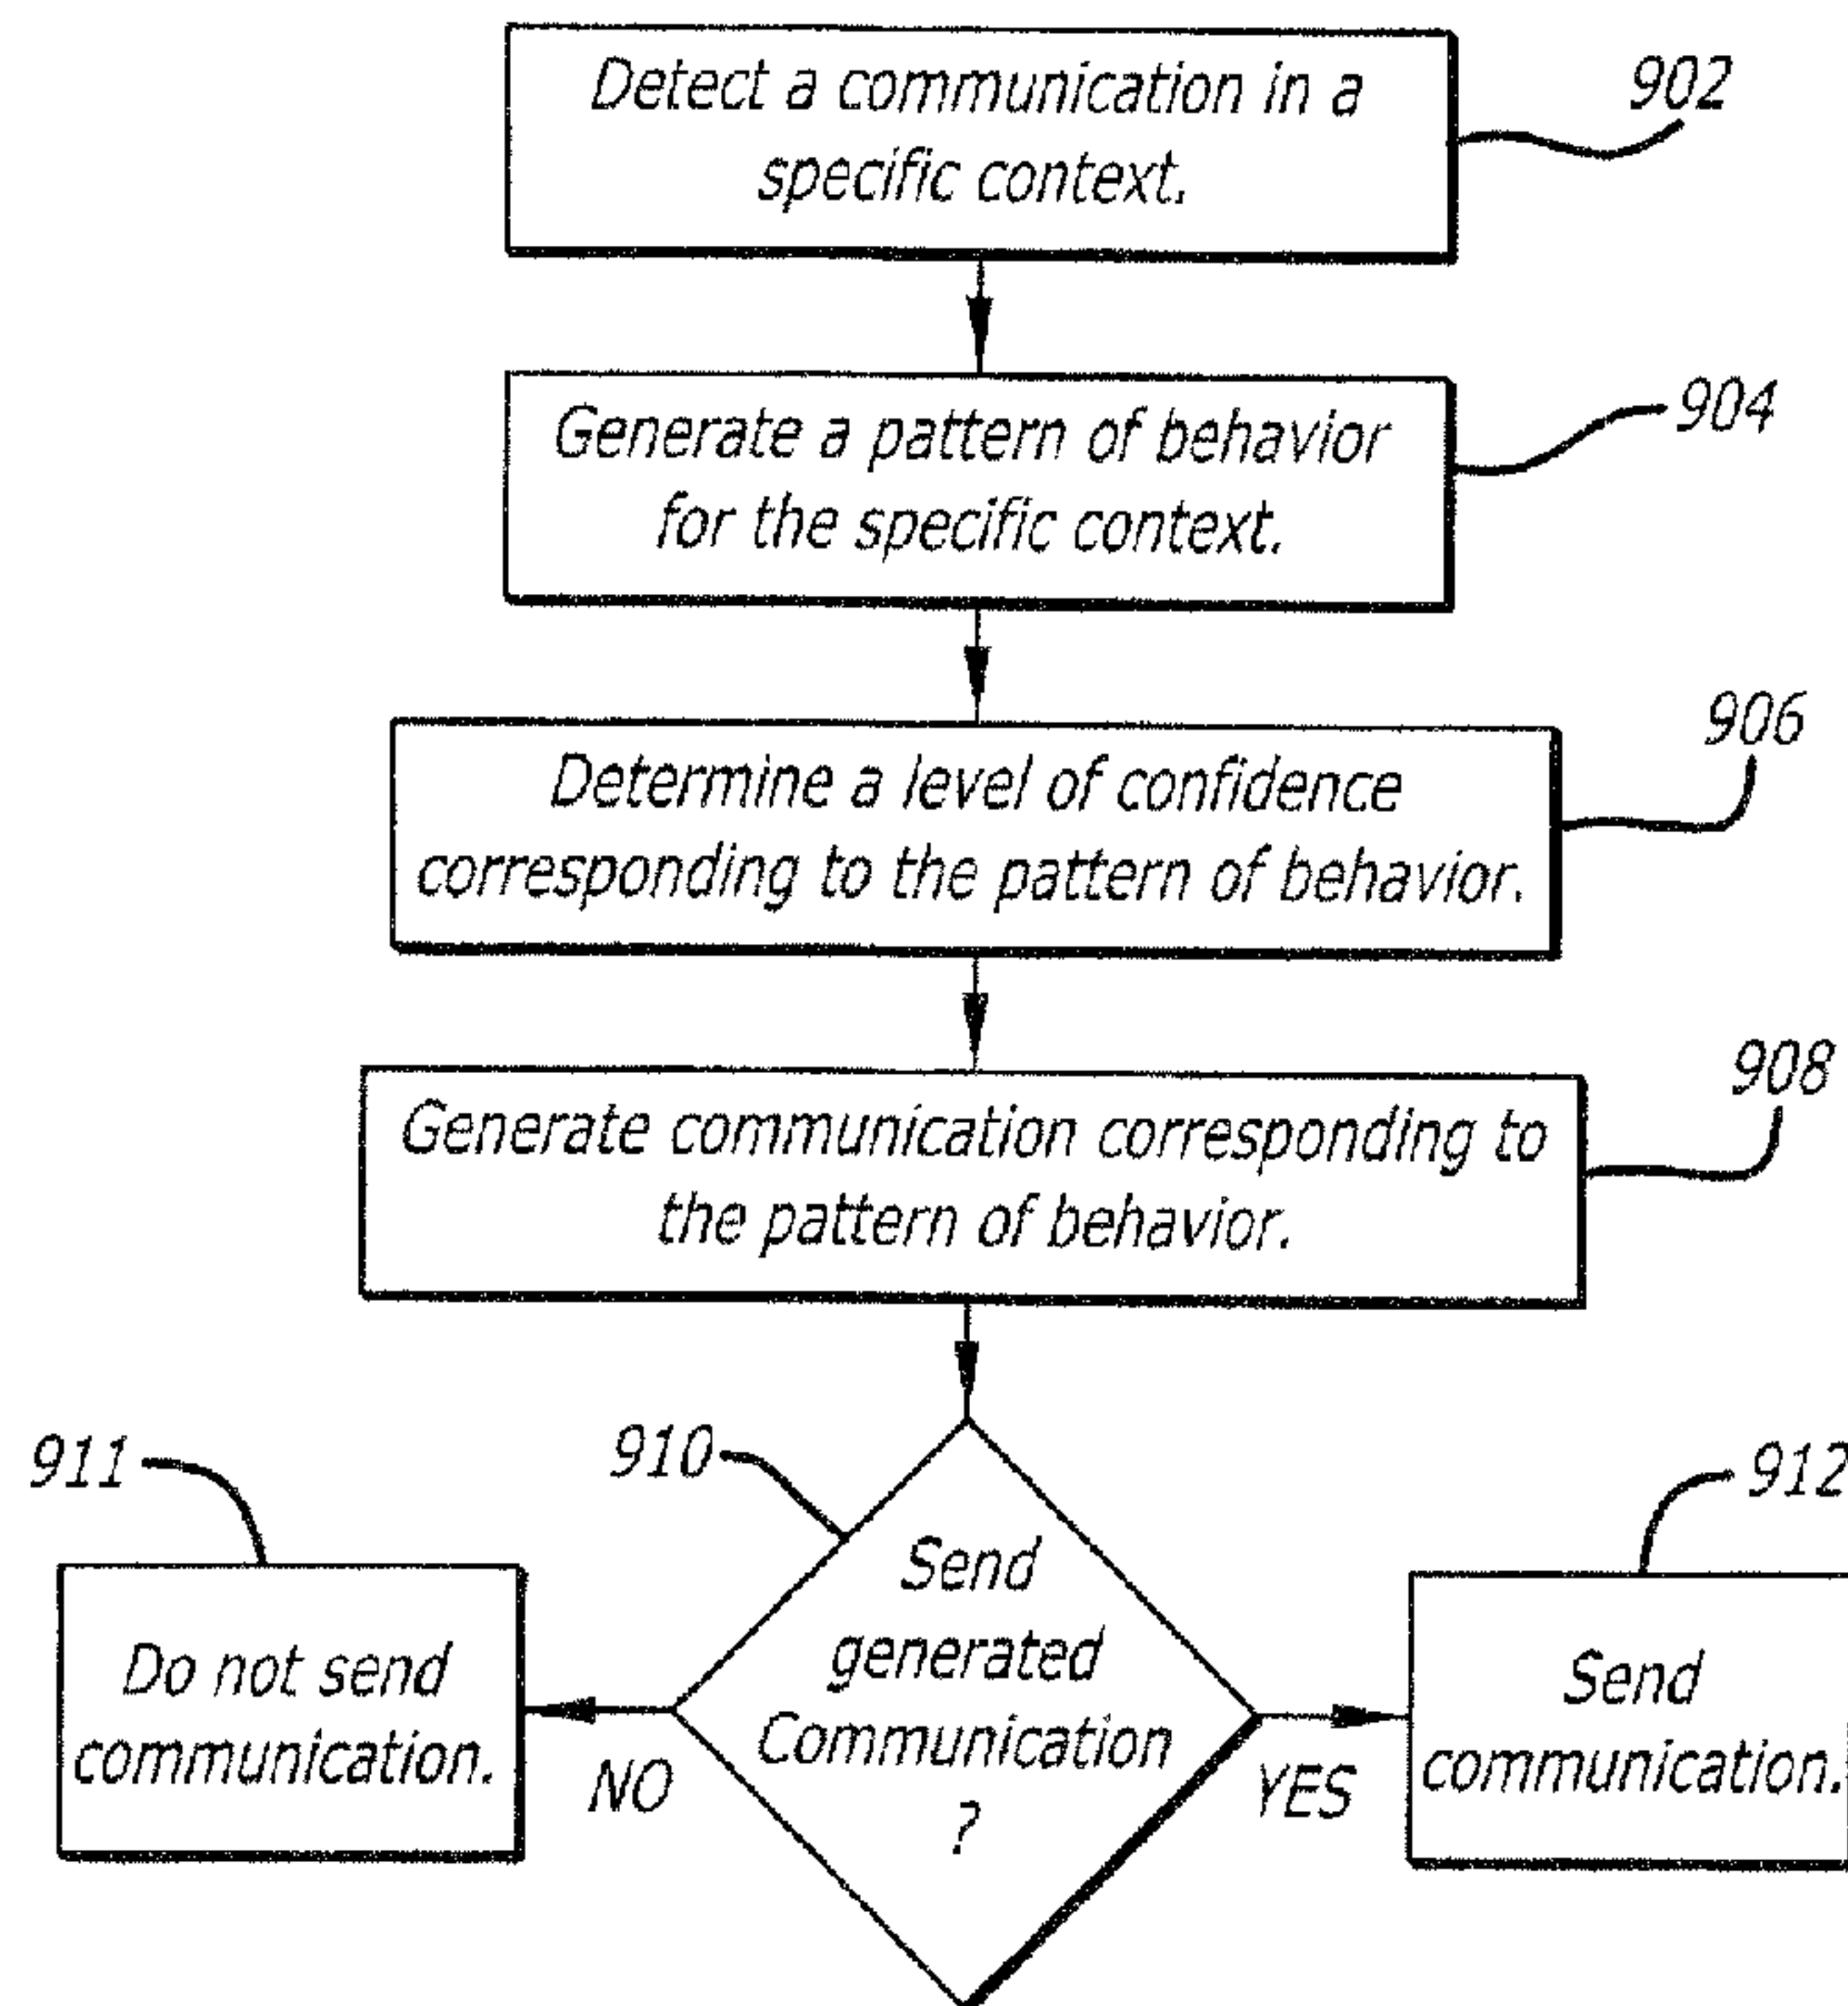 Detect a communication in a
specific context.
902
Generate a pattern of behavior
for the specific context.
904
Determine a level of confidence
corresponding to the pattern of behavior.
906
Generate communication corresponding to
the pattern of behavior.
908
911
910
912
Do not send
communication.
NO
Send
generated
Communication
?
YES
Send
communication.